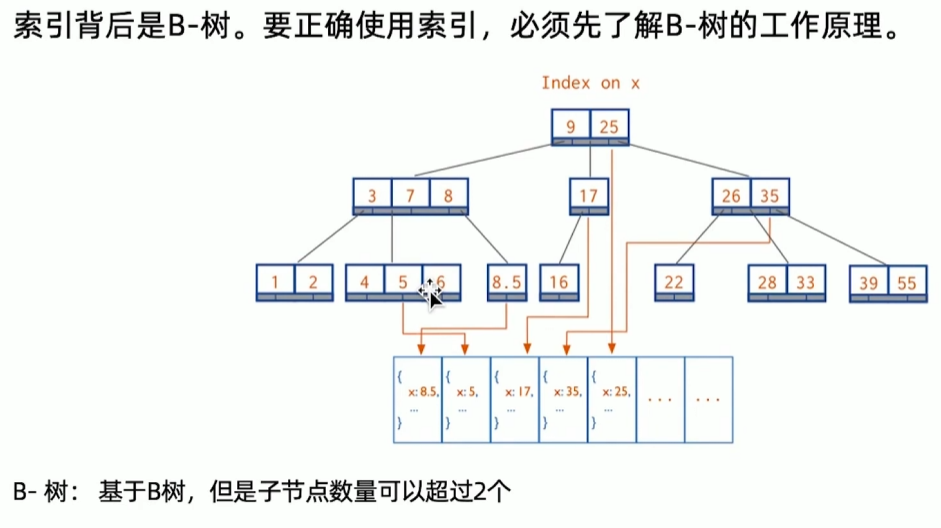 索引背后是B-树。要正确使用索引，必须先了解B-树的工作原理。
Index on x
9 25
3 7 8 17 26 35
1 2 4 5 6 8.5 16 22 28 33 39 55
{ { { { {
x: 8.5, x: 5, x: 17, x: 35, x: 25, ... ...
... ... ... ... ...
} } } } }
B- 树： 基于B树，但是子节点数量可以超过2个